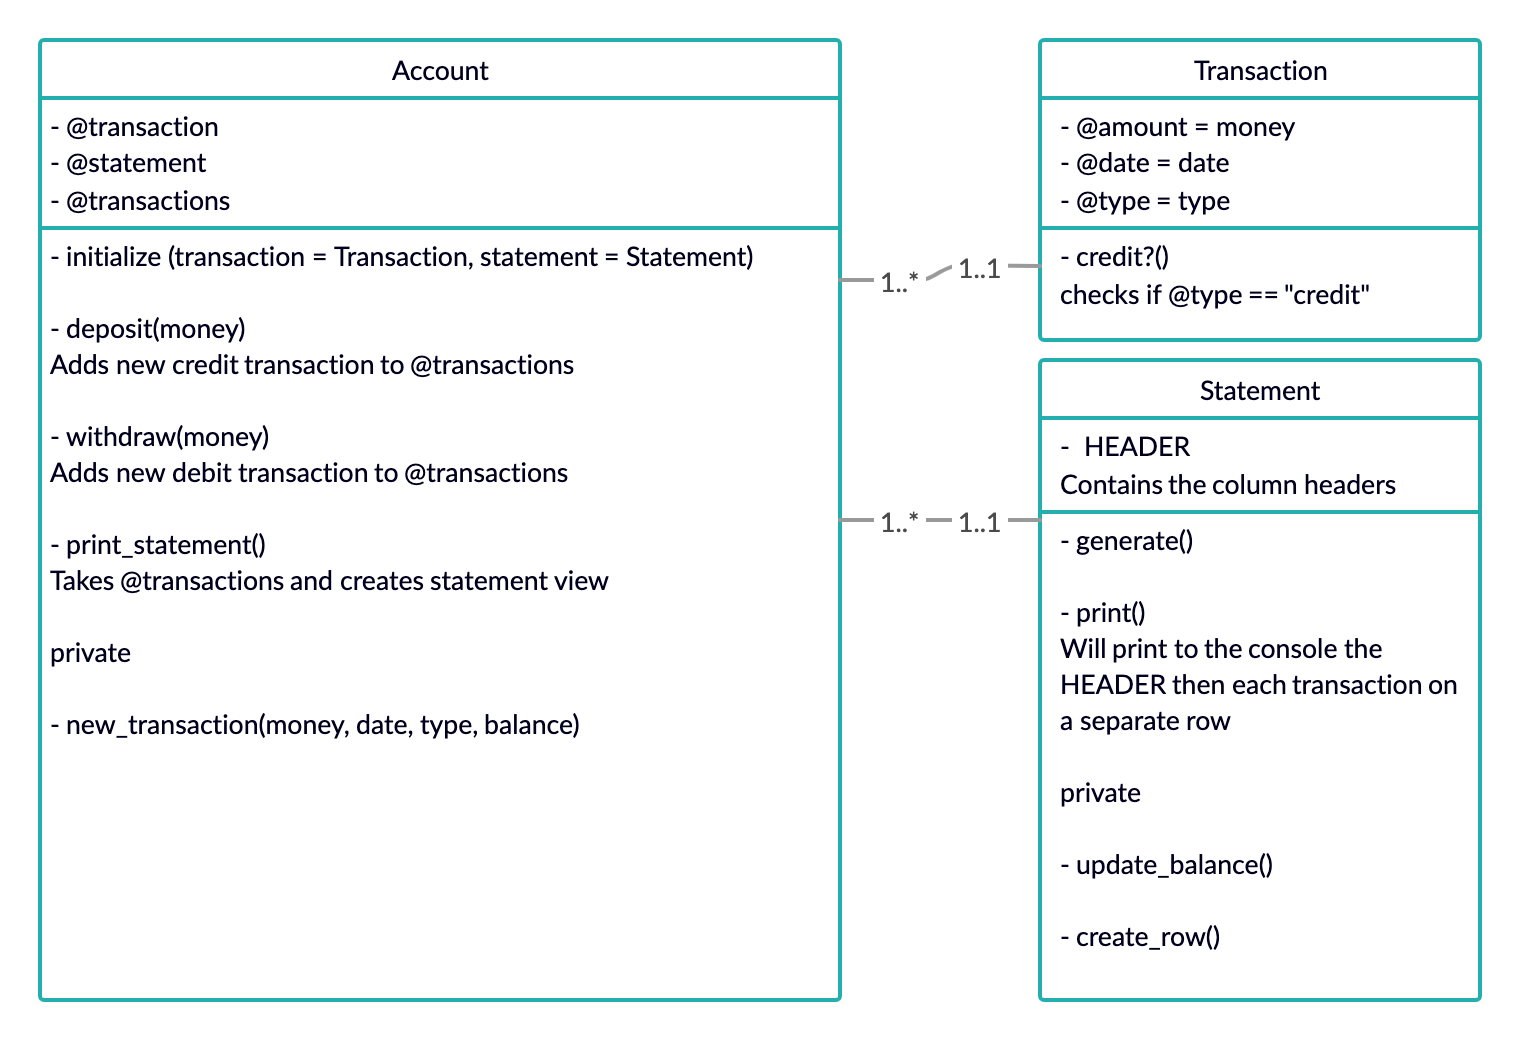 Account
- @transaction
- @statement
- @transactions
- initialize (transaction = Transaction, statement = Statement)
- deposit(money)
Adds new credit transaction to @transactions
- withdraw(money)
Adds new debit transaction to @transactions
- print_statement()
Takes @transactions and creates statement view
private
- new_transaction(money, date, type, balance)
1..* 1..1
1..* 1..1
Transaction
- @amount = money
- @date = date
- @type = type
- credit?()
checks if @type == "credit"
Statement
- HEADER
Contains the column headers
- generate()
- print()
Will print to the console the
HEADER then each transaction on
a separate row
private
- update_balance()
- create_row()